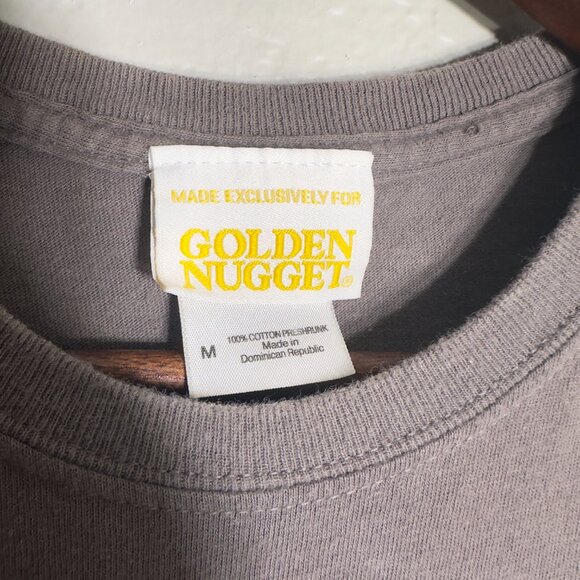 MADE EXCLUSIVELY FOR
GOLDEN
NUGGET®
M
100% COTTON PRESHRUNK
Made in
Dominican Republic